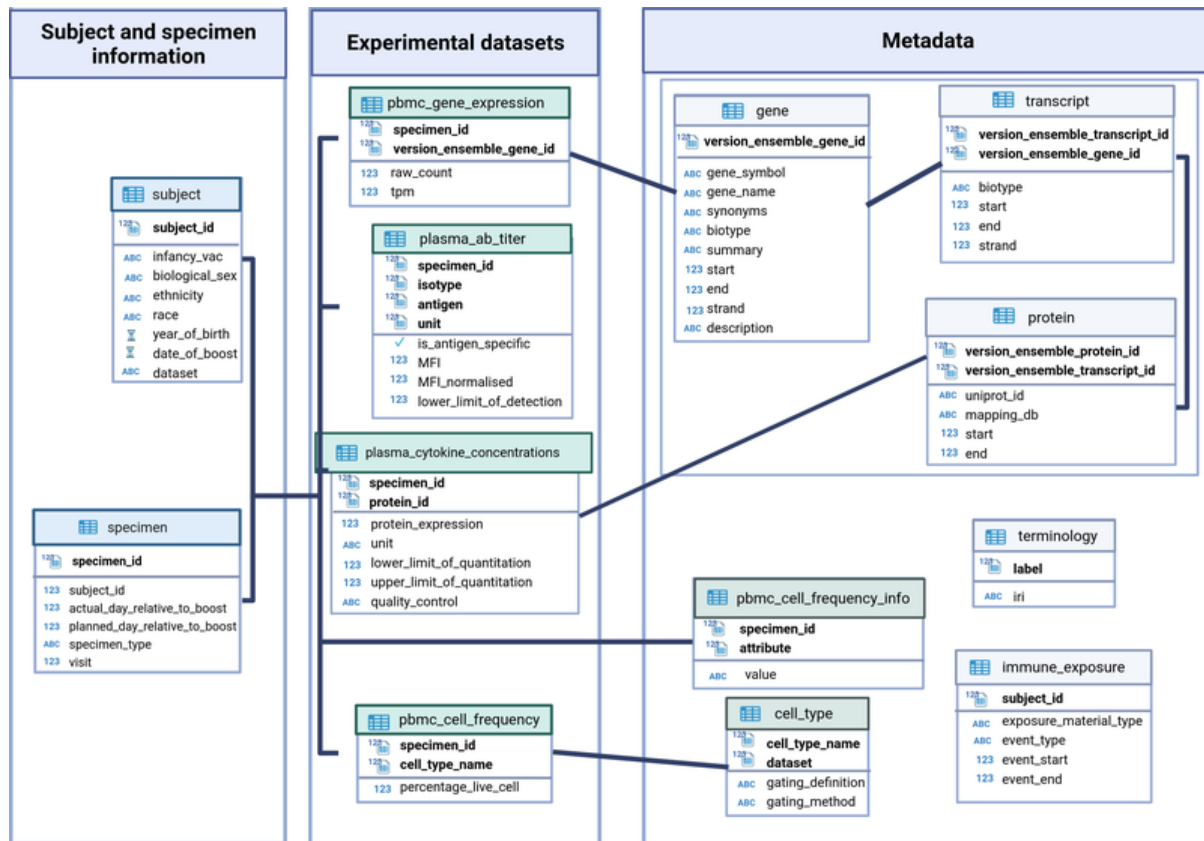 Subject and specimen
information
Experimental datasets
Metadada
subject
subject_id
infancy_vac
biological_sex
ethnicity
race
year_of_birth
date_of_boost
dataset
specimen
specimen_id
subject_id
actual_day_relative_to_boost
planned_day_relative_to_boost
specimen_type
visit
pbmc_gene_expression
specimen_id
version_ensemble_gene_id
raw_count
tpm
plasma_ab_titer
specimen_id
isotype
antigen
unit
is_antigen_specific
MFI
MFI_normalised
lower_limit_of_detection
plasma_cytokine_concentrations
specimen_id
protein_id
protein_expression
unit
lower_limit_of_quantitation
upper_limit_of_quantitation
quality_control
pbmc_cell_frequency
specimen_id
cell_type_name
percentage_live_cell
gene
version_ensemble_gene_id
gene_symbol
gene_name
synonyms
biotype
summary
start
end
strand
description
transcript
version_ensemble_transcript_id
version_ensemble_gene_id
biotype
start
end
strand
protein
version_ensemble_protein_id
version_ensemble_transcript_id
uniprot_id
mapping_db
start
end
terminology
label
iri
pbmc_cell_frequency_info
specimen_id
attribute
value
cell_type
cell_type_name
dataset
gating_definition
gating_method
immune_exposure
subject_id
exposure_material_type
event_type
event_start
event_end